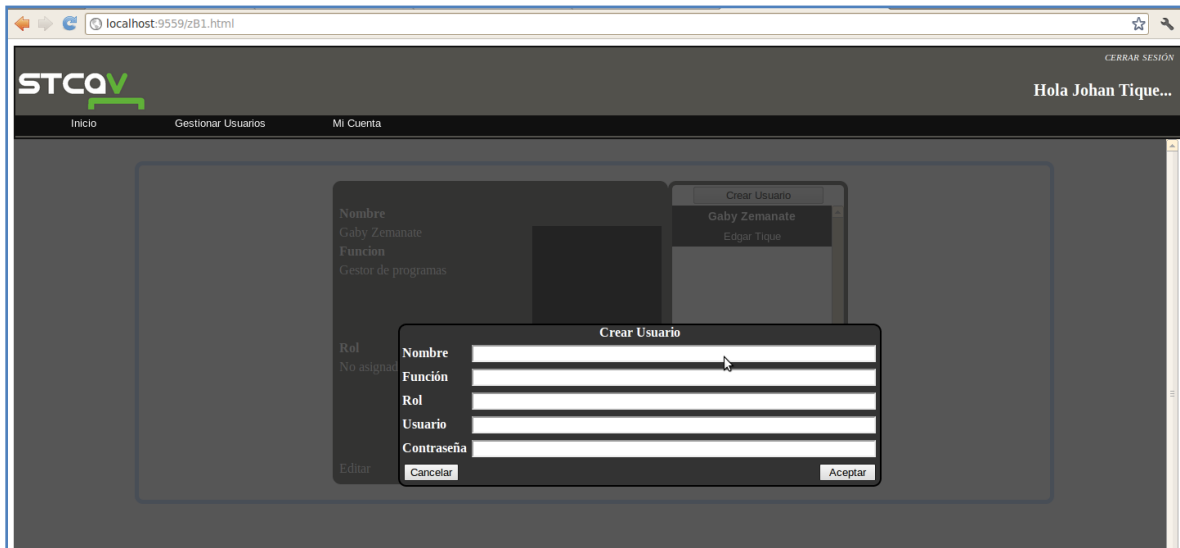 localhost:9559/zB1.html
CERRAR SESIÓN
STCAV
Hola Johan Tique...
Inicio Gestionar Usuarios Mi Cuenta
Crear Usuario
Nombre
Gaby Zemanate
Gaby Zemanate
Edgar Tique
Funcion
Gestor de programas
Rol
No asignad
Editar
Crear Usuario
Nombre
Función
Rol
Usuario
Contraseña
Cancelar Aceptar